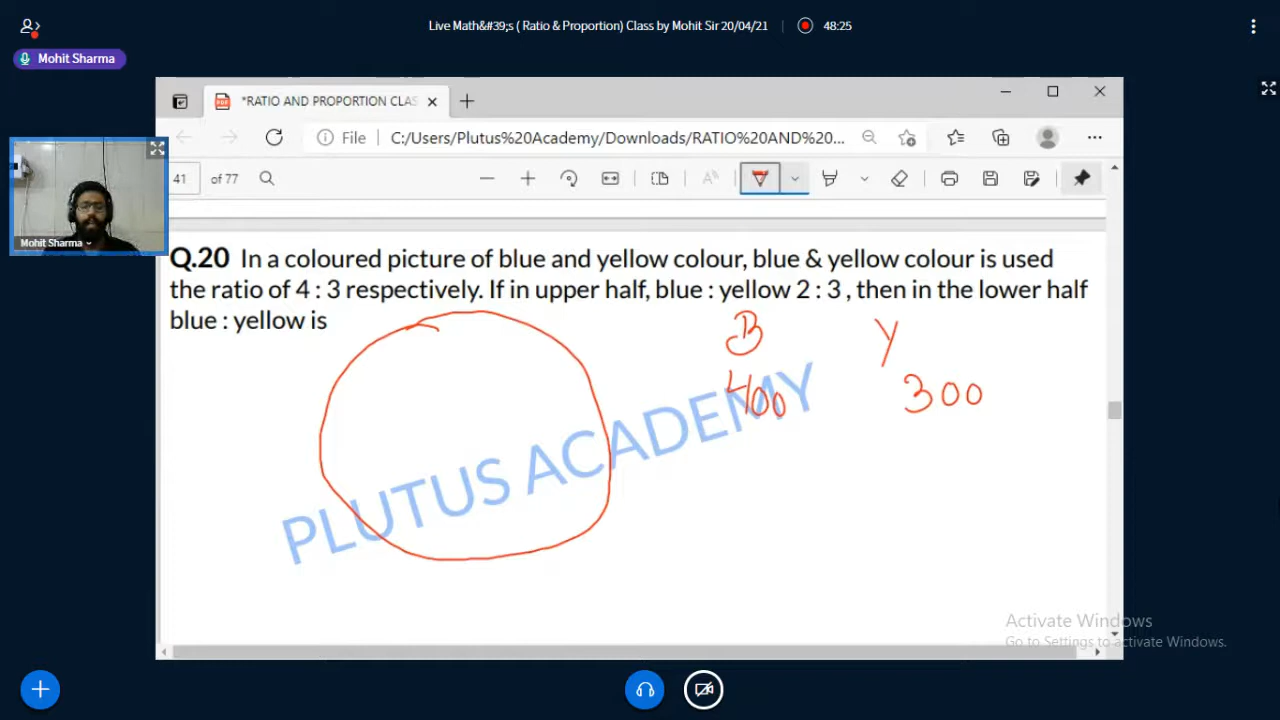 Live Math&#39;s ( Ratio & Proportion) Class by Mohit Sir 20/04/21
48:25
Mohit Sharma
*RATIO AND PROPORTION CLAS
File
C:/Users/Plutus%20Academy/Downloads/RATIO%20AND%20...
41 of 77
Mohit Sharma
Q.20 In a coloured picture of blue and yellow colour, blue & yellow colour is used
the ratio of 4 : 3 respectively. If in upper half, blue : yellow 2 : 3 , then in the lower half
blue : yellow is
B Y
400 300
PLUTUS ACADEMY
Activate Windows
Go to Settings to activate Windows.